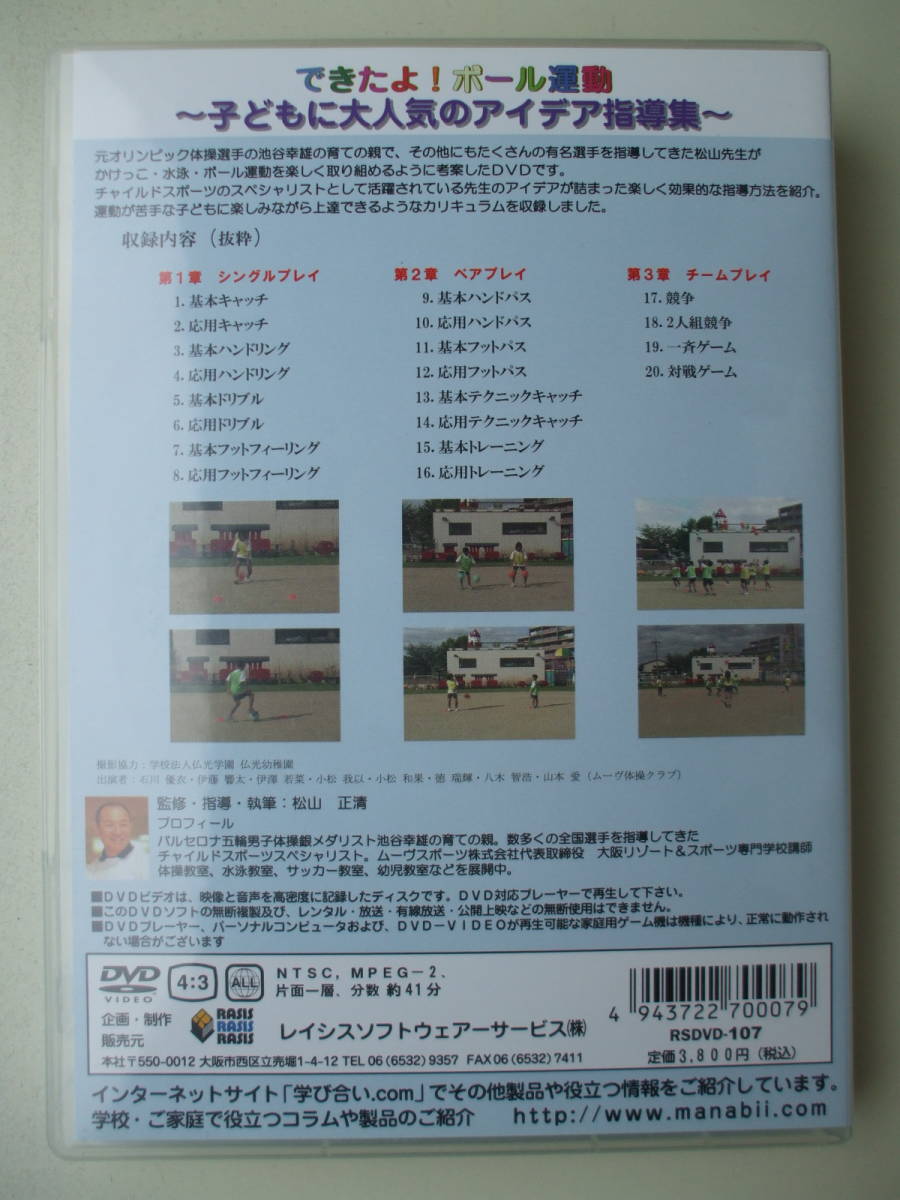 できたよ！ボール運動
～子どもに大人気のアイデア指導集～
元オリンピック体操選手の池谷幸雄の育ての親で、その他にもたくさんの有名選手を指導してきた松山先生が
かけっこ・水泳・ボール運動を楽しく取り組めるように考案したDVDです。
チャイルドスポーツのスペシャリストとして活躍されている先生のアイデアが詰まった楽しく効果的な指導方法を紹介。
運動が苦手な子どもに楽しみながら上達できるようなカリキュラムを収録しました。
収録内容（抜粋）
第1章 シングルプレイ
1. 基本キャッチ
2. 応用キャッチ
3. 基本ハンドリング
4. 応用ハンドリング
5. 基本ドリブル
6. 応用ドリブル
7. 基本フットフィーリング
8. 応用フットフィーリング
第2章 ペアプレイ
9. 基本ハンドパス
10. 応用ハンドパス
11. 基本フットパス
12. 応用フットパス
13. 基本テクニックキャッチ
14. 応用テクニックキャッチ
15. 基本トレーニング
16. 応用トレーニング
第3章 チームプレイ
17. 競争
18. 2人組競争
19. 一斉ゲーム
20. 対戦ゲーム
撮影協力：学校法人仏光学園 仏光幼稚園
出演者：石川 優衣・伊藤 響太・伊澤 若菜・小松 我以・小松 和果・徳 瑞輝・八木 智浩・山本 愛（ムーヴ体操クラブ）
監修・指導・執筆：松山 正清
プロフィール
バルセロナ五輪男子体操銀メダリスト池谷幸雄の育ての親。数多くの全国選手を指導してきた
チャイルドスポーツスペシャリスト。ムーヴスポーツ株式会社代表取締役 大阪リゾート＆スポーツ専門学校講師
体操教室、水泳教室、サッカー教室、幼児教室などを展開中。
■DVDビデオは、映像と音声を高密度に記録したディスクです。DVD対応プレーヤーで再生して下さい。
■このDVDソフトの無断複製及び、レンタル・放送・有線放送・公開上映などの無断使用はできません。
■DVDプレーヤー、パーソナルコンピュータおよび、DVD－VIDEOが再生可能な家庭用ゲーム機は機種により、正常に動作され
ない場合がございます
DVD VIDEO
4:3
ALL
NTSC, MPEG－2、
片面一層、分数 約41分
4 943722 700079
RSDVD-107
定価3,800円（税込）
企画・制作
販売元
RASIS
RASIS
RASIS
レイシスソフトウェアーサービス㈱
本社〒550-0012 大阪市西区立売堀1-4-12 TEL 06(6532)9357 FAX 06(6532)7411
インターネットサイト「学び合い.com」でその他製品や役立つ情報をご紹介しています。
学校・ご家庭で役立つコラムや製品のご紹介 http://www.manabii.com